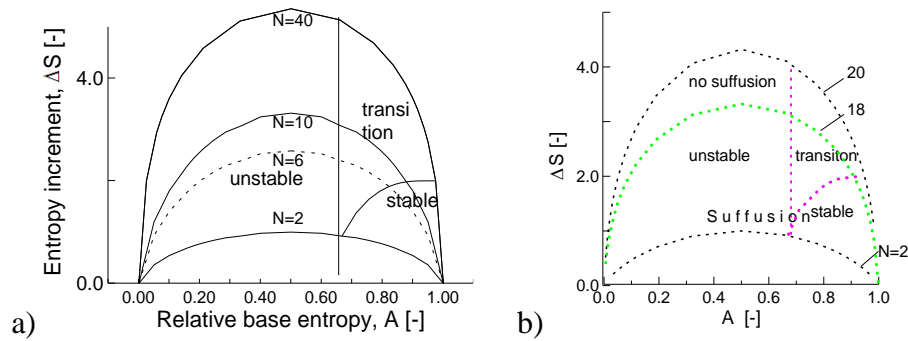 Entropy increment, ΔS [-]
4.0
0.0
N=40
transi
tion
N=10
N=6
unstable
stable
N=2
0.00 0.20 0.40 0.60 0.80 1.00
Relative base entropy, A [-]
a)
ΔS [-]
4.0
2.0
0.0
no suffusion
20
18
unstable
transiton
Suffusion
stable
N=2
0.0 0.2 0.4 0.6 0.8 1.0
A [-]
b)